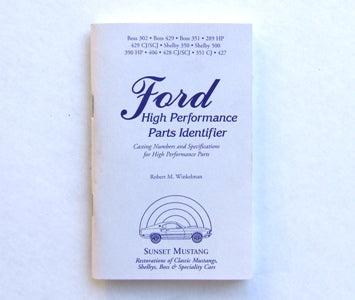 Boss 302 • Boss 429 • Boss 351 • 289 HP
429 CJ/SCJ • Shelby 350 • Shelby 500
390 HP • 406 • 428 CJ/SCJ • 351 CJ • 427
Ford
High Performance
Parts Identifier
Casting Numbers and Specifications
for High Performance Parts
Robert M. Winkelman
SUNSET MUSTANG
Restorations of Classic Mustangs,
Shelbys, Boss & Speciality Cars